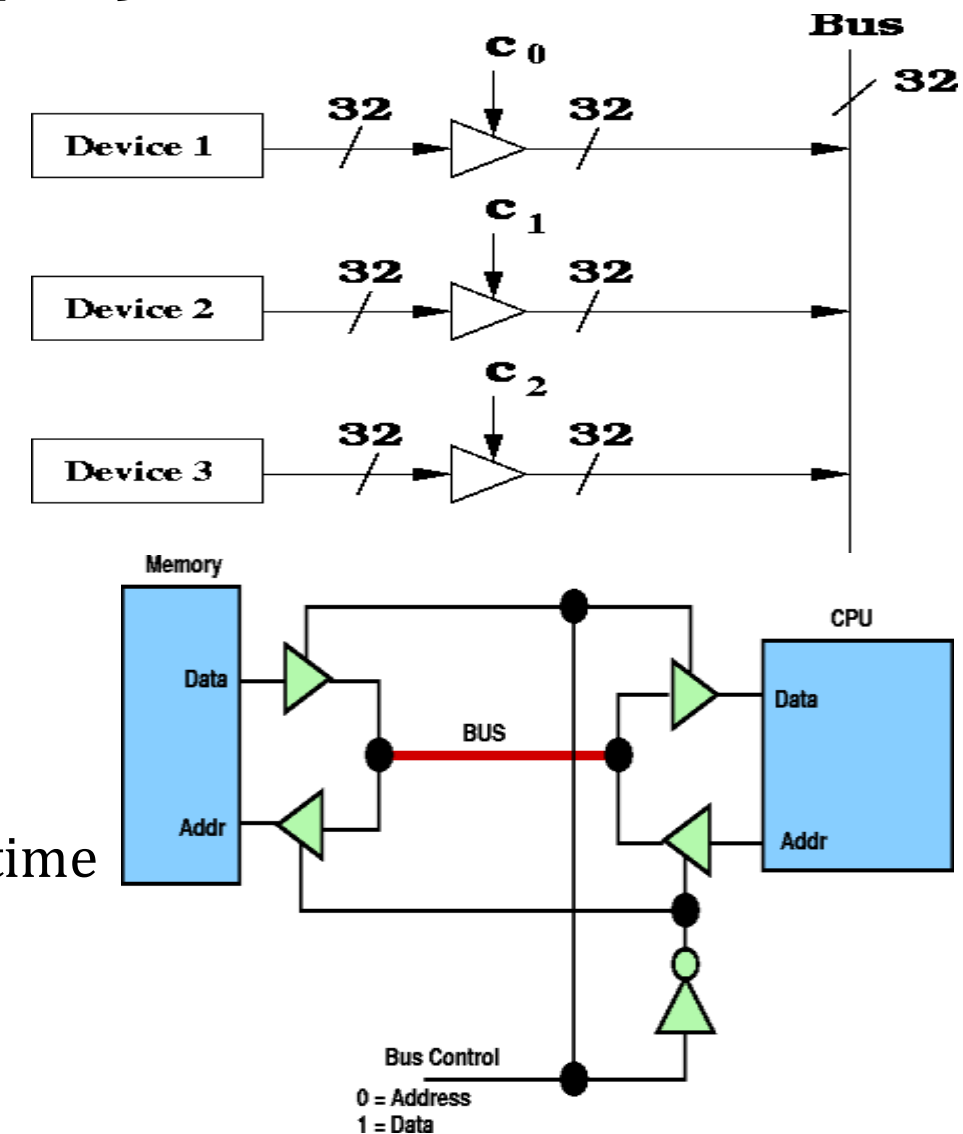 Bus
32
c 0
32
32
Device 1
c 1
32
32
Device 2
c 2
32
32
Device 3
Memory
CPU
Data
Data
BUS
Addr
Addr
time
Bus Control
0 = Address
1 = Data